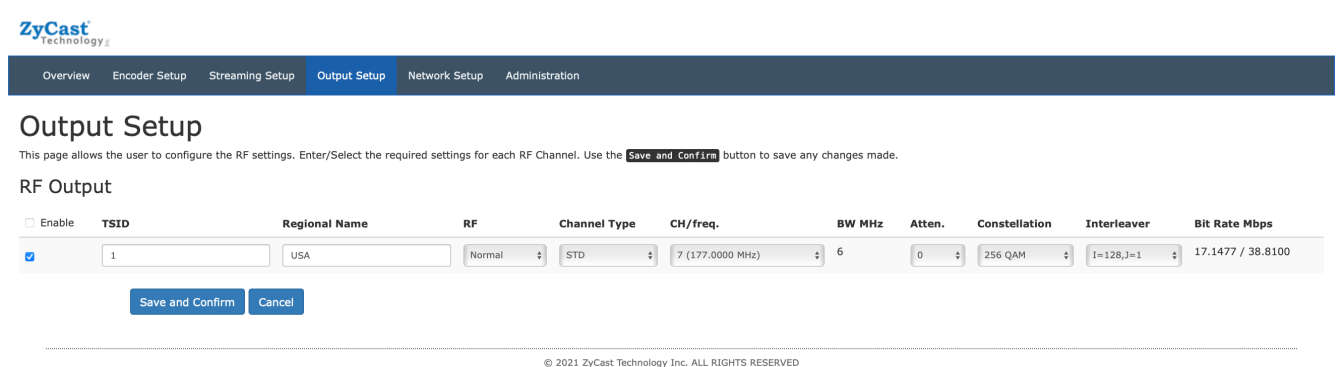 ZyCast
Technology
Overview Encoder Setup Streaming Setup Output Setup Network Setup Administration
Output Setup
This page allows the user to configure the RF settings. Enter/Select the required settings for each RF Channel. Use the Save and Confirm button to save any changes made.
RF Output
Enable TSID Regional Name RF Channel Type CH/freq. BW MHz Atten. Constellation Interleaver Bit Rate Mbps
1 USA Normal STD 7 (177.0000 MHz) 6 0 256 QAM I=128,J=1 17.1477 / 38.8100
Save and Confirm Cancel
© 2021 ZyCast Technology Inc. ALL RIGHTS RESERVED